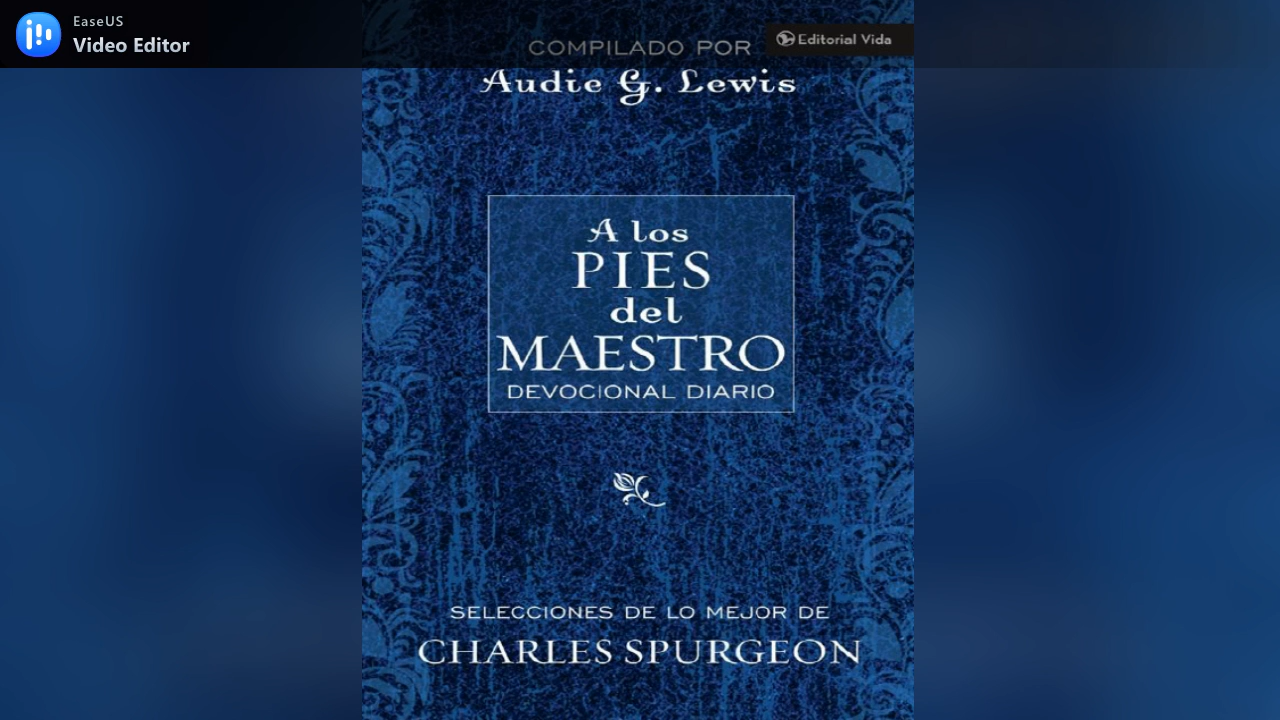 EaseUS
Video Editor
COMPILADO POR
Editorial Vida
Audie G. Lewis
A los
PIES
del
MAESTRO
DEVOCIONAL DIARIO
SELECCIONES DE LO MEJOR DE
CHARLES SPURGEON